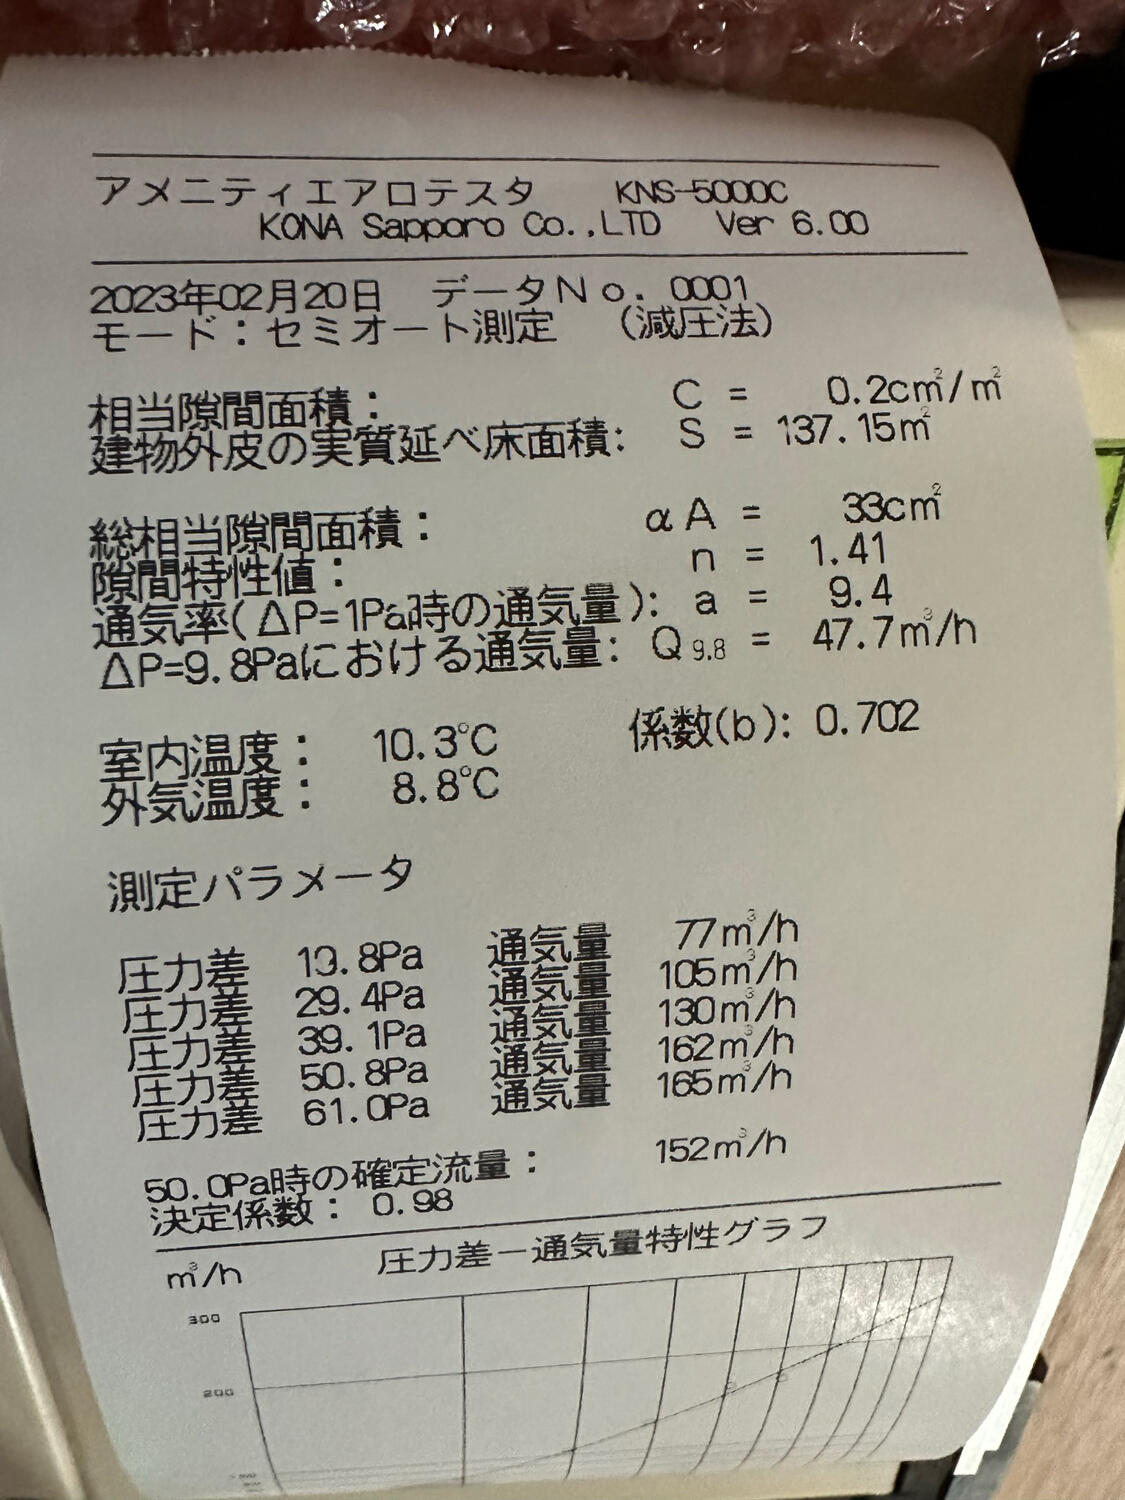 アメニティエアロテスタ KNS-5000C
KONA Sapporo Co.,LTD Ver 6.00
2023年02月20日 データNo. 0001
モード:セミオート測定 (減圧法)
相当隙間面積: C = 0.2cm²/m²
建物外皮の実質延べ床面積: S = 137.15m²
総相当隙間面積: αA = 33cm²
隙間特性値: n = 1.41
通気率(ΔP=1Pa時の通気量): a = 9.4
ΔP=9.8Paにおける通気量: Q9.8 = 47.7m³/h
室内温度: 10.3℃ 係数(b): 0.702
外気温度: 8.8℃
測定パラメータ
圧力差 19.8Pa 通気量 77m³/h
圧力差 29.4Pa 通気量 105m³/h
圧力差 39.1Pa 通気量 130m³/h
圧力差 50.8Pa 通気量 162m³/h
圧力差 61.0Pa 通気量 165m³/h
50.0Pa時の確定流量: 152m³/h
決定係数: 0.98
圧力差-通気量特性グラフ
m³/h
300
200